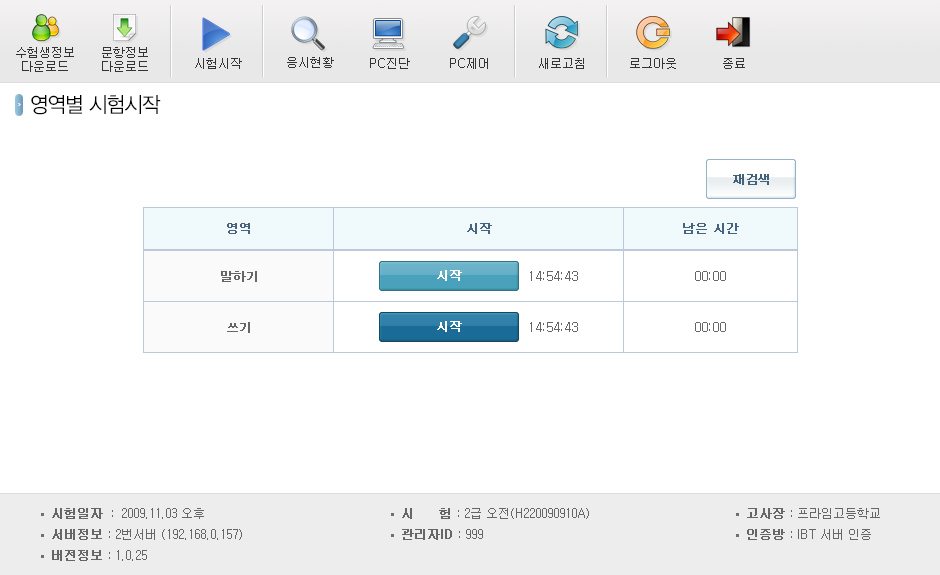 수험생정보
다운로드
문항정보
다운로드
시험시작
응시현황
PC진단
PC제어
새로고침
로그아웃
종료
영역별 시험시작
재검색
영역 시작 남은 시간
말하기 시작 14:54:43 00:00
쓰기 시작 14:54:43 00:00
• 시험일자 : 2009.11.03 오후
• 시 험 : 2급 오전(H220090910A)
• 고사장 : 프라임고등학교
• 서버정보 : 2번서버 (192.168.0.157)
• 관리자ID : 999
• 인증방 : IBT 서버 인증
• 버젼정보 : 1.0.25